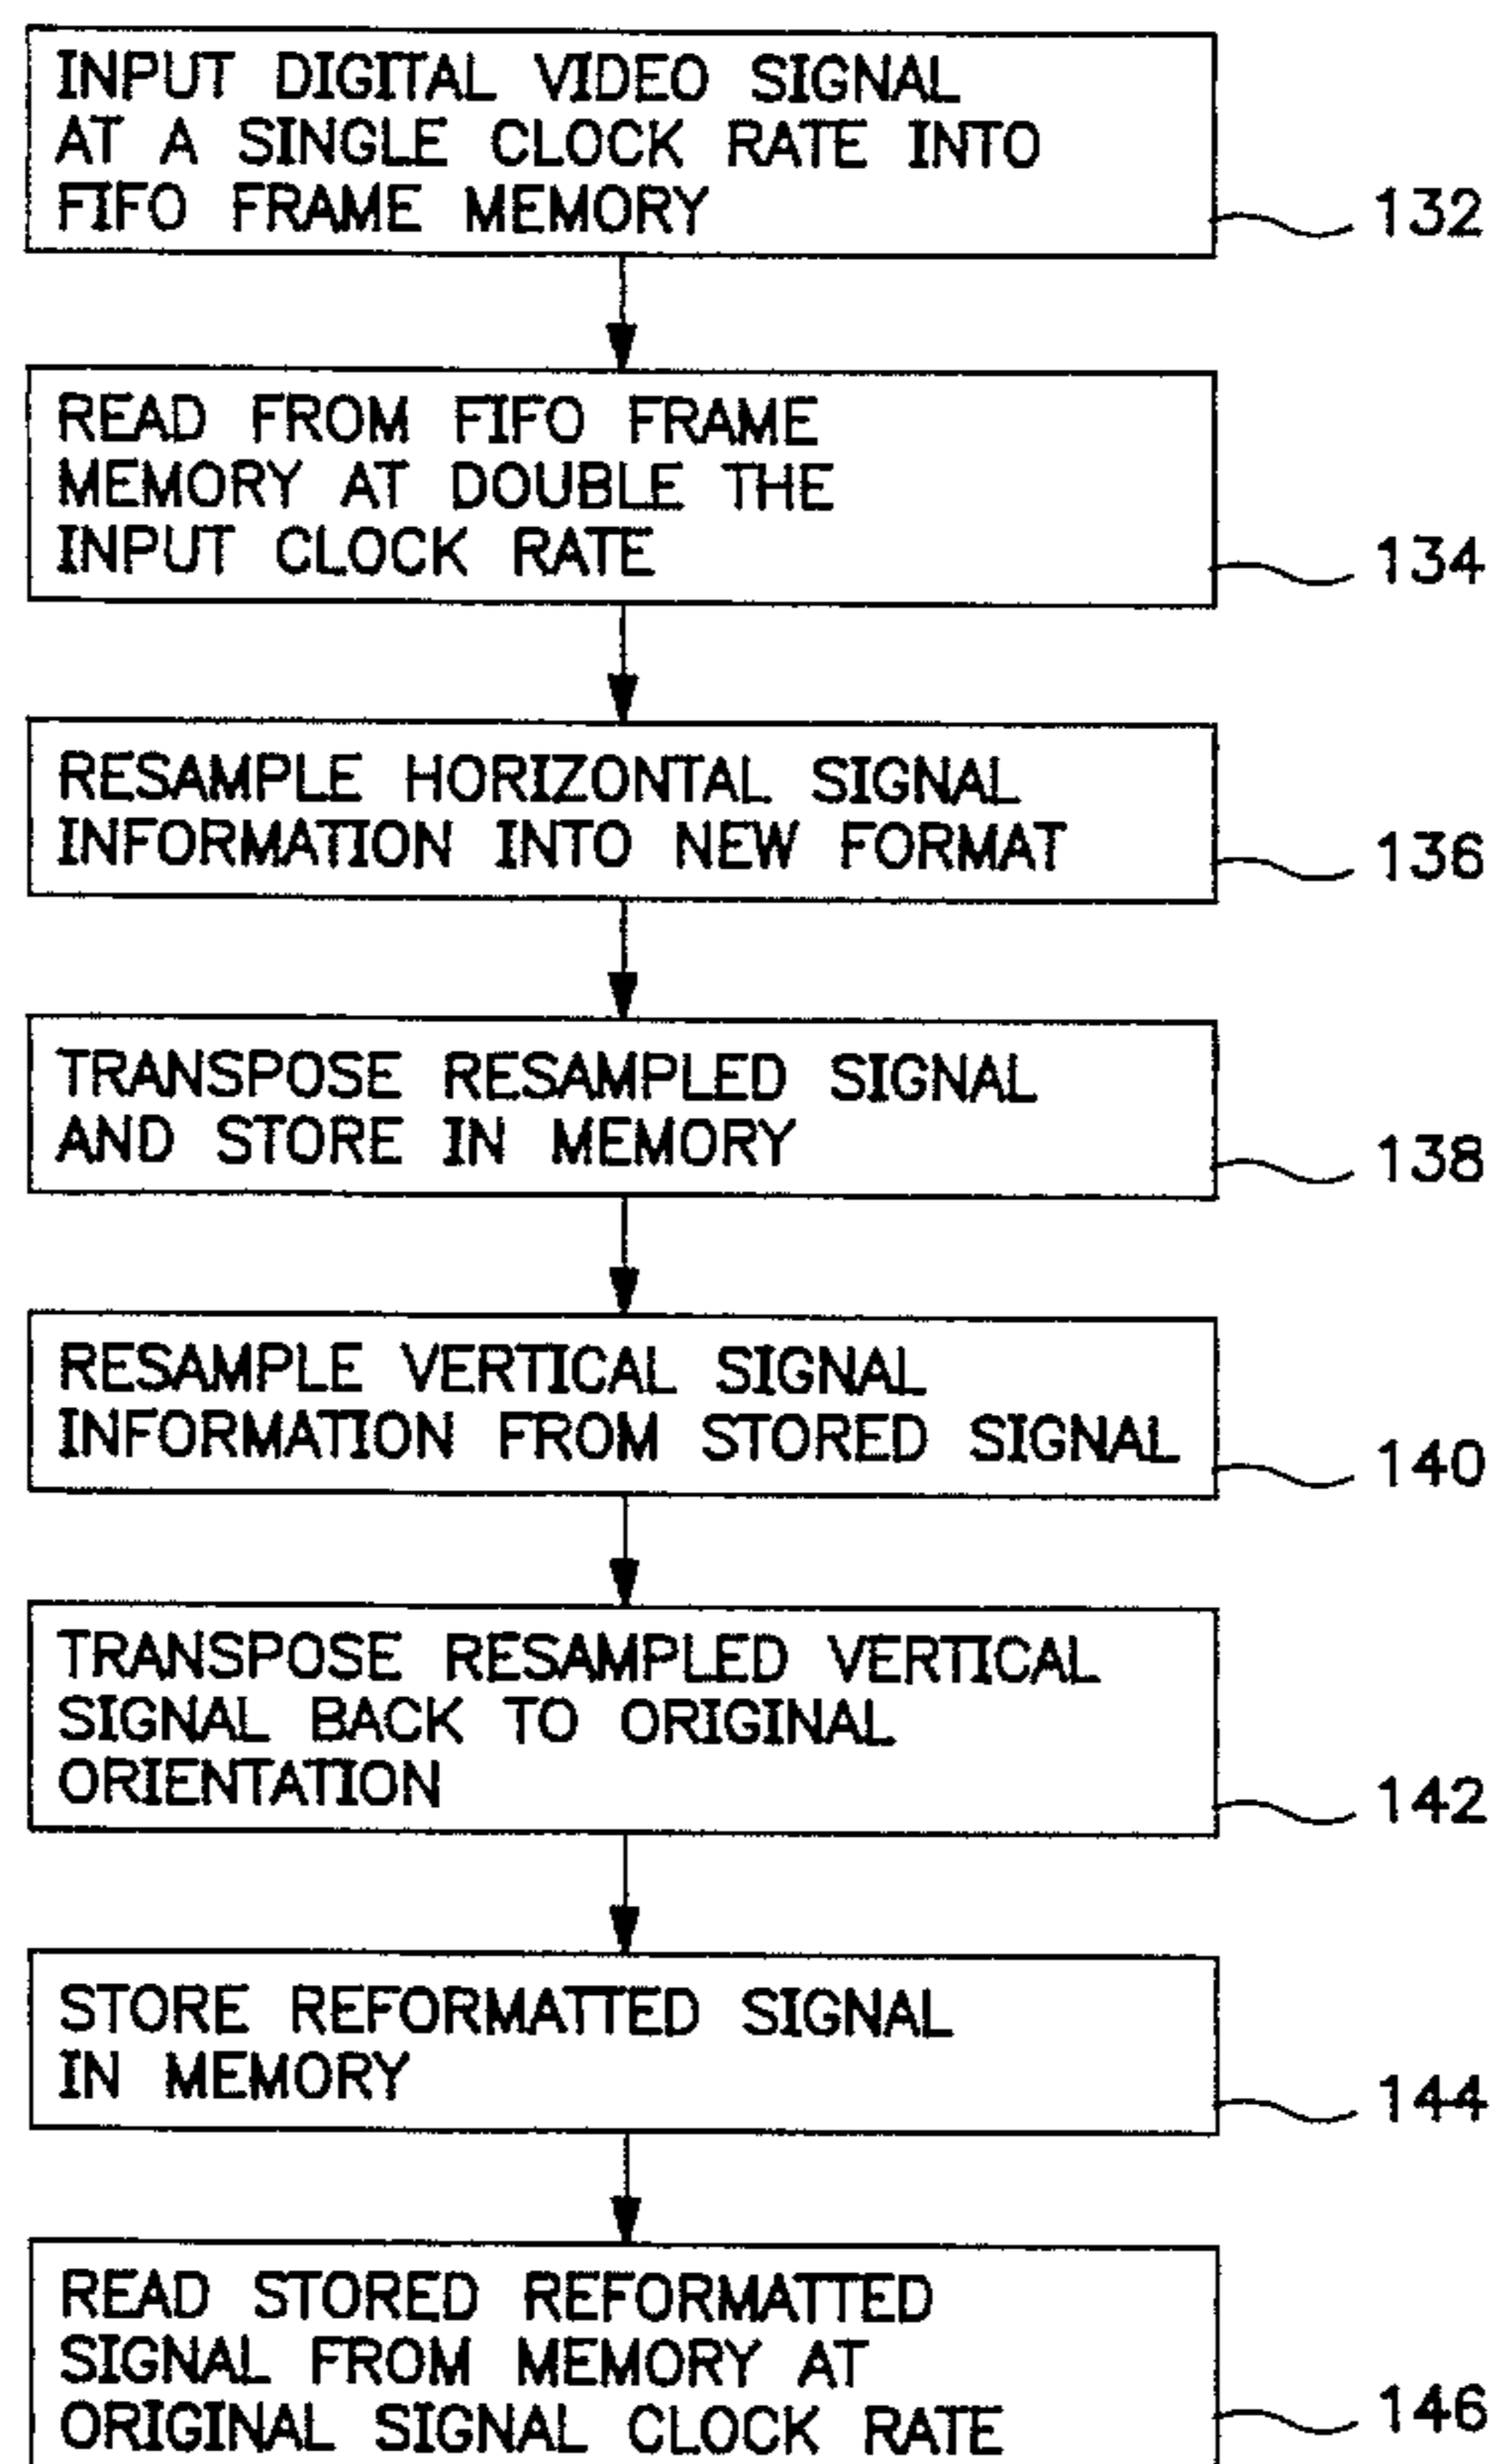 INPUT DIGITAL VIDEO SIGNAL
AT A SINGLE CLOCK RATE INTO
FIFO FRAME MEMORY
132
READ FROM FIFO FRAME
MEMORY AT DOUBLE THE
INPUT CLOCK RATE
134
RESAMPLE HORIZONTAL SIGNAL
INFORMATION INTO NEW FORMAT
136
TRANSPOSE RESAMPLED SIGNAL
AND STORE IN MEMORY
138
RESAMPLE VERTICAL SIGNAL
INFORMATION FROM STORED SIGNAL
140
TRANSPOSE RESAMPLED VERTICAL
SIGNAL BACK TO ORIGINAL
ORIENTATION
142
STORE REFORMATTED SIGNAL
IN MEMORY
144
READ STORED REFORMATTED
SIGNAL FROM MEMORY AT
ORIGINAL SIGNAL CLOCK RATE
146